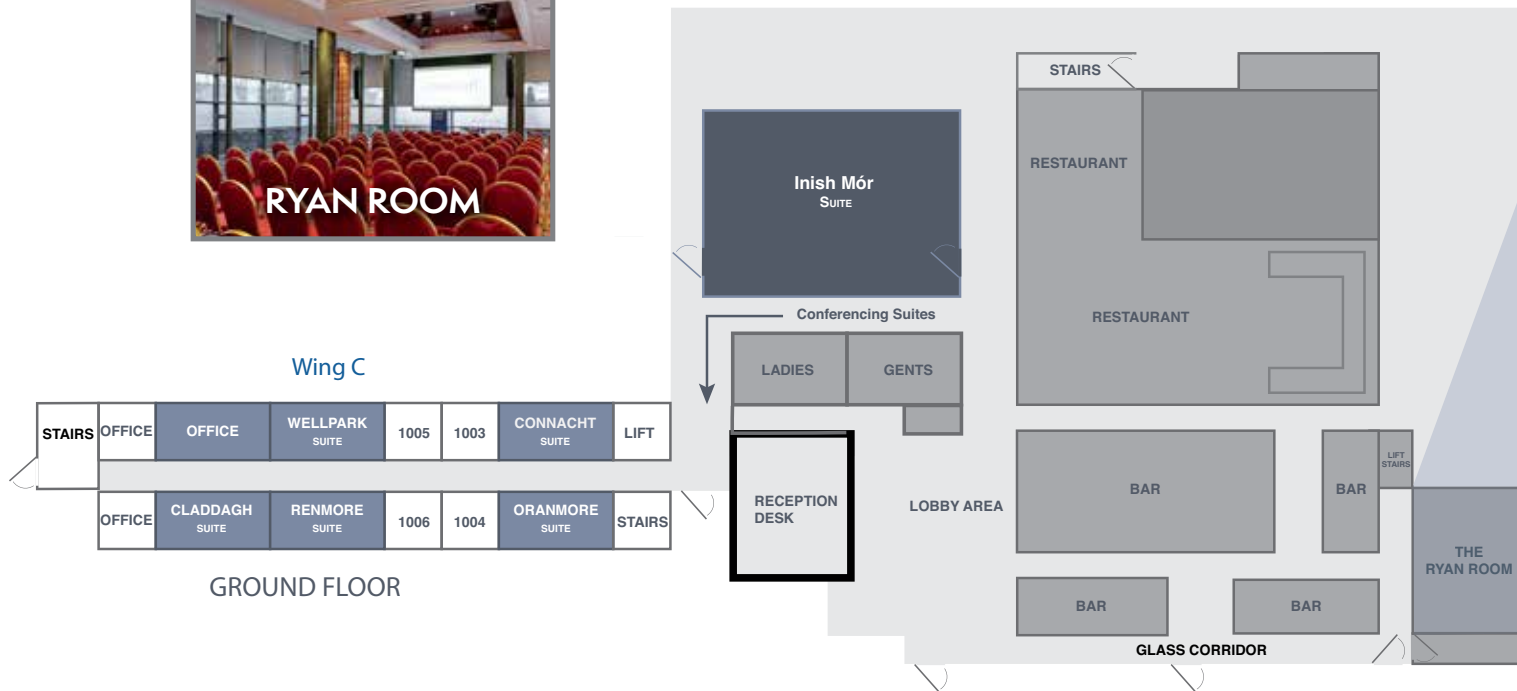 RYAN ROOM
STAIRS
RESTAURANT
Inish Mór
SUITE
RESTAURANT
Conferencing Suites
LADIES
GENTS
Wing C
STAIRS
OFFICE
OFFICE
WELLPARK
SUITE
1005
1003
CONNACHT
SUITE
LIFT
OFFICE
CLADDAGH
SUITE
RENMORE
SUITE
1006
1004
ORANMORE
SUITE
STAIRS
GROUND FLOOR
RECEPTION
DESK
LOBBY AREA
BAR
BAR
LIFT
STAIRS
THE
RYAN ROOM
BAR
BAR
GLASS CORRIDOR